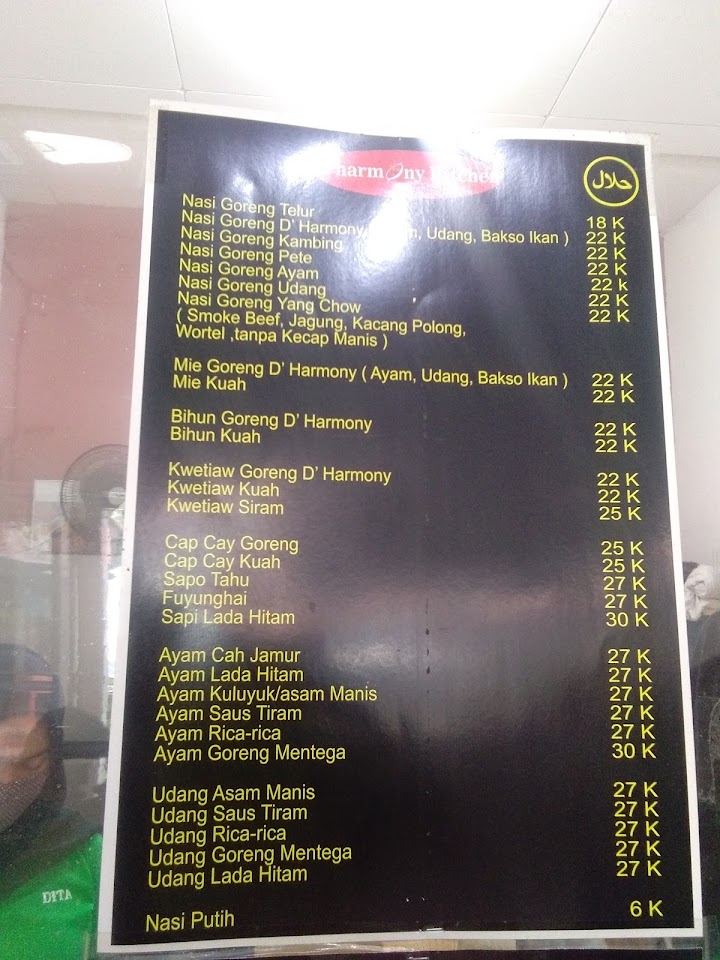 harmony
حلال
Nasi Goreng Telur 18 K
Nasi Goreng D' Harmony Udang, Bakso Ikan ) 22 K
Nasi Goreng Kambing 22 K
Nasi Goreng Pete 22 K
Nasi Goreng Ayam 22 k
Nasi Goreng Udang 22 K
Nasi Goreng Yang Chow 22 K
( Smoke Beef, Jagung, Kacang Polong,
Wortel ,tanpa Kecap Manis )
Mie Goreng D' Harmony ( Ayam, Udang, Bakso Ikan ) 22 K
Mie Kuah 22 K
Bihun Goreng D' Harmony 22 K
Bihun Kuah 22 K
Kwetiaw Goreng D' Harmony 22 K
Kwetiaw Kuah 22 K
Kwetiaw Siram 25 K
Cap Cay Goreng 25 K
Cap Cay Kuah 25 K
Sapo Tahu 27 K
Fuyunghai 27 K
Sapi Lada Hitam 30 K
Ayam Cah Jamur 27 K
Ayam Lada Hitam 27 K
Ayam Kuluyuk/asam Manis 27 K
Ayam Saus Tiram 27 K
Ayam Rica-rica 27 K
Ayam Goreng Mentega 30 K
Udang Asam Manis 27 K
Udang Saus Tiram 27 K
Udang Rica-rica 27 K
Udang Goreng Mentega 27 K
Udang Lada Hitam 27 K
Nasi Putih 6 K
DITA